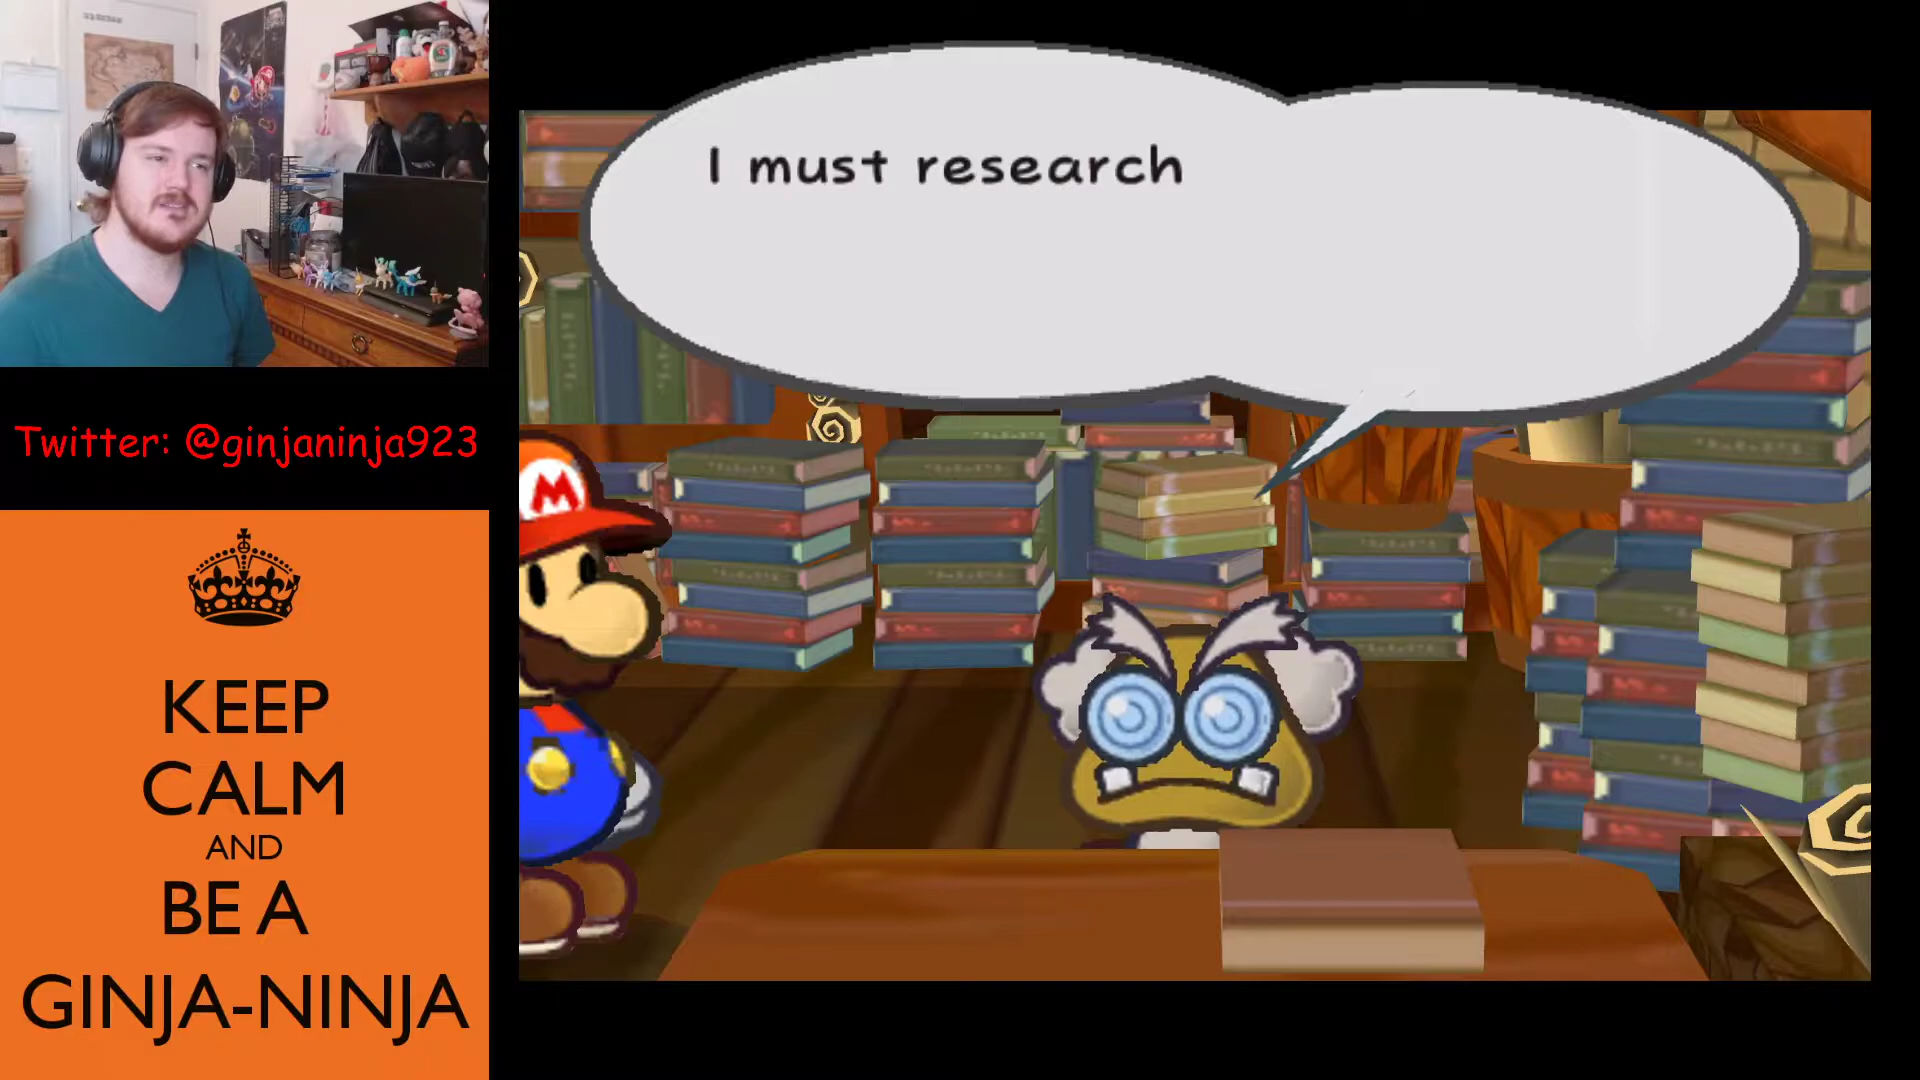 I must research
Twitter: @ginjaninja923
KEEP
CALM
AND
BE A
GINJA-NINJA
M